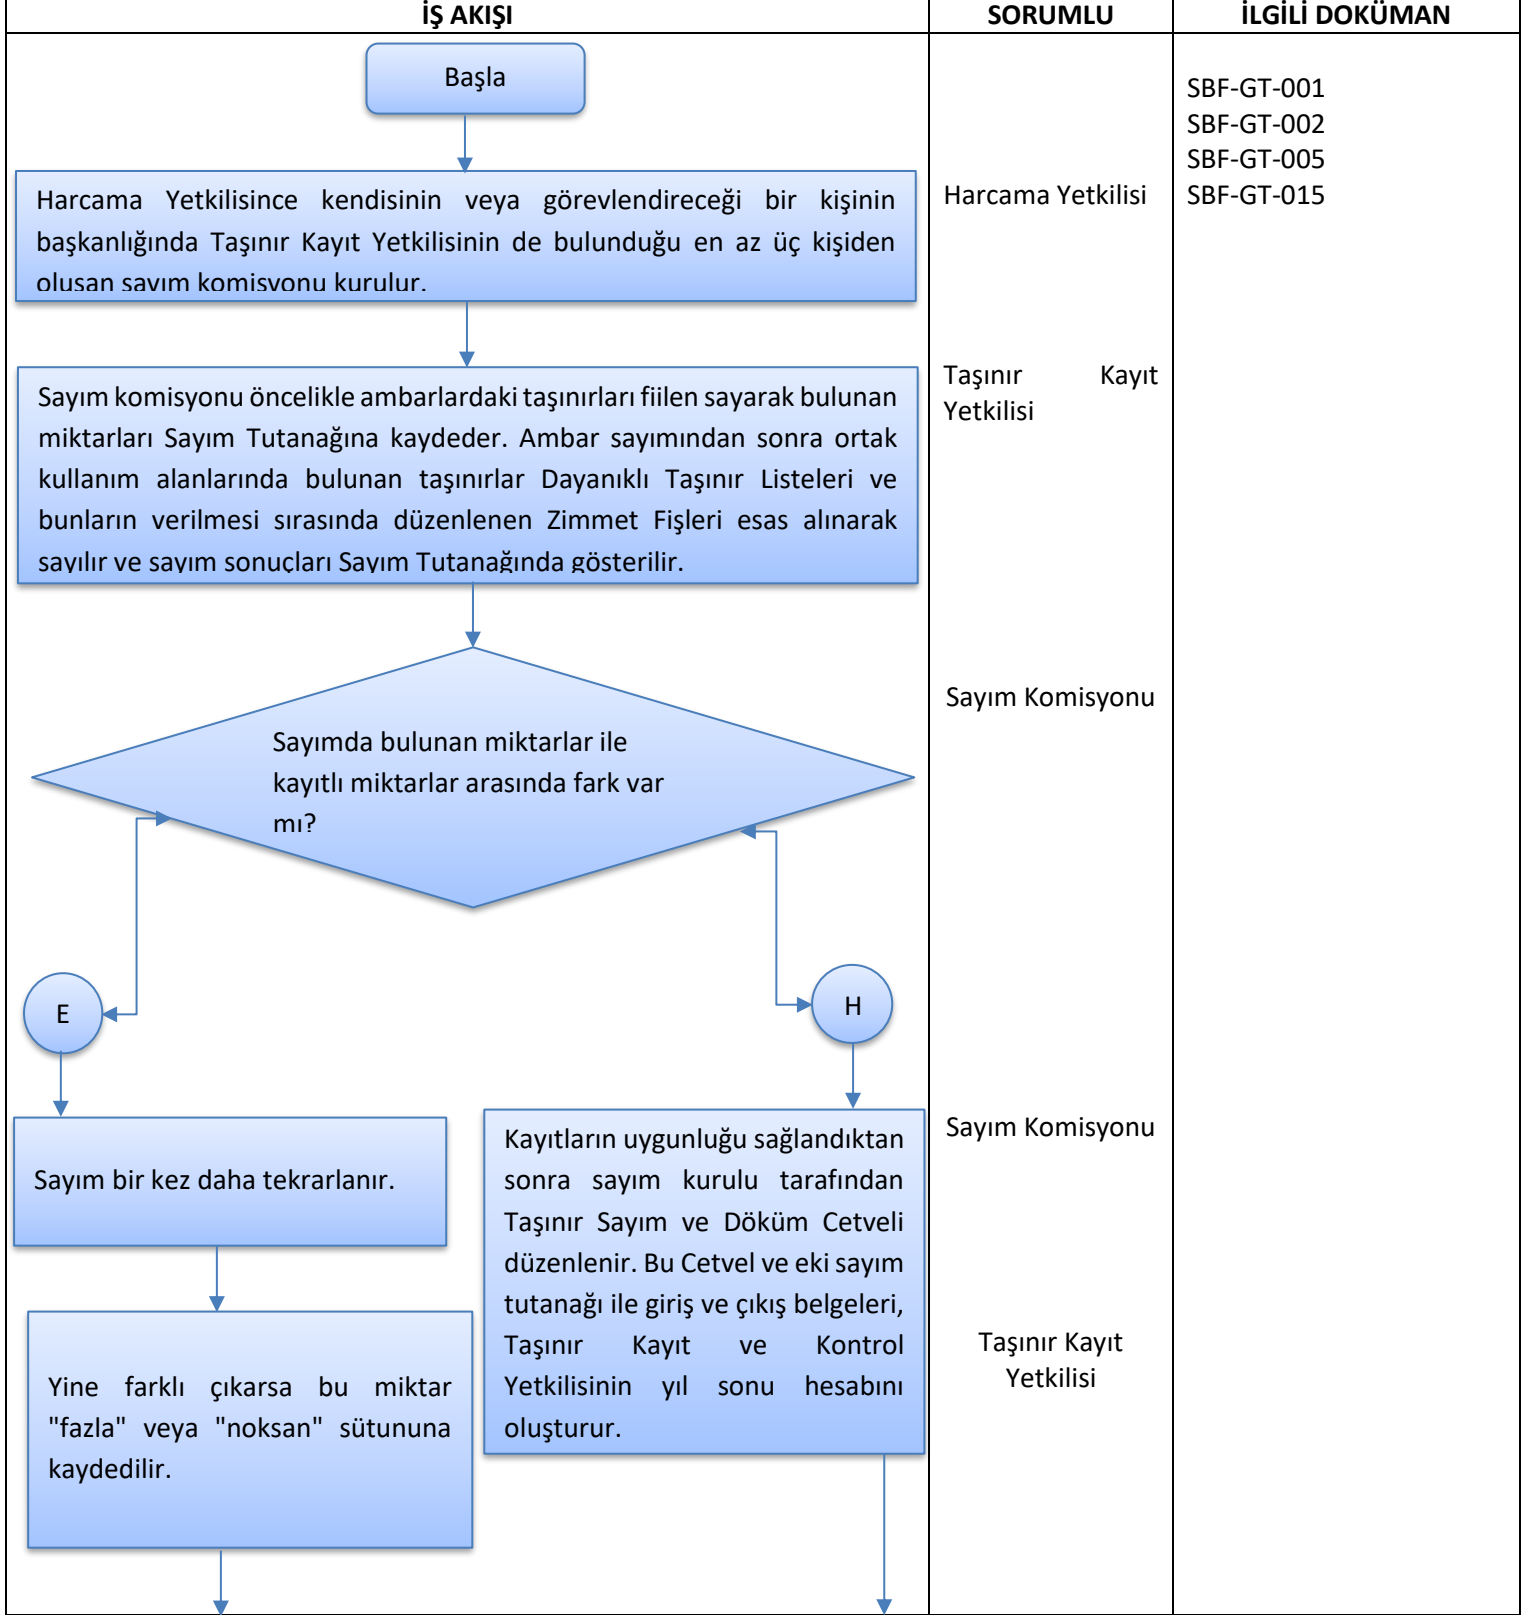 İŞ AKIŞI
SORUMLU
İLGİLİ DOKÜMAN
Başla
Harcama Yetkilisince kendisinin veya görevlendireceği bir kişinin
başkanlığında Taşınır Kayıt Yetkilisinin de bulunduğu en az üç kişiden
oluşan sayım komisyonu kurulur.
Sayım komisyonu öncelikle ambarlardaki taşınırları fiilen sayarak bulunan
miktarları Sayım Tutanağına kaydeder. Ambar sayımından sonra ortak
kullanım alanlarında bulunan taşınırlar Dayanıklı Taşınır Listeleri ve
bunların verilmesi sırasında düzenlenen Zimmet Fişleri esas alınarak
sayılır ve sayım sonuçları Sayım Tutanağında gösterilir.
Sayımda bulunan miktarlar ile
kayıtlı miktarlar arasında fark var
mı?
E
H
Sayım bir kez daha tekrarlanır.
Yine farklı çıkarsa bu miktar
"fazla" veya "noksan" sütununa
kaydedilir.
Kayıtların uygunluğu sağlandıktan
sonra sayım kurulu tarafından
Taşınır Sayım ve Döküm Cetveli
düzenlenir. Bu Cetvel ve eki sayım
tutanağı ile giriş ve çıkış belgeleri,
Taşınır Kayıt ve Kontrol
Yetkilisinin yıl sonu hesabını
oluşturur.
Harcama Yetkilisi
Taşınır Kayıt
Yetkilisi
Sayım Komisyonu
Sayım Komisyonu
Taşınır Kayıt
Yetkilisi
SBF-GT-001
SBF-GT-002
SBF-GT-005
SBF-GT-015